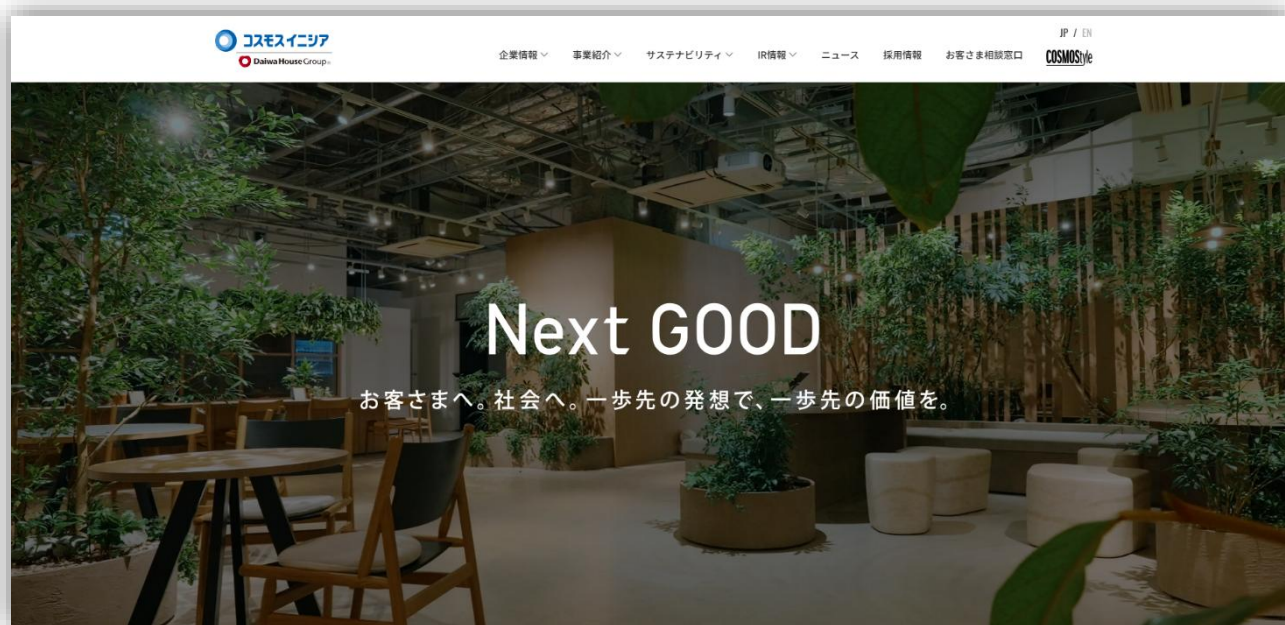 コスモスイニシア
Daiwa House Group®
企業情報
事業紹介
サステナビリティ
IR情報
ニュース
採用情報
お客さま相談窓口
JP / EN
COSMOStyle
Next GOOD
お客さまへ。社会へ。一歩先の発想で、一歩先の価値を。